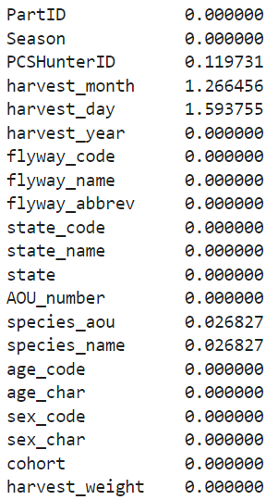 PartID 0.000000
Season 0.000000
PCSHunterID 0.119731
harvest_month 1.266456
harvest_day 1.593755
harvest_year 0.000000
flyway_code 0.000000
flyway_name 0.000000
flyway_abbrev 0.000000
state_code 0.000000
state_name 0.000000
state 0.000000
AOU_number 0.000000
species_aou 0.026827
species_name 0.026827
age_code 0.000000
age_char 0.000000
sex_code 0.000000
sex_char 0.000000
cohort 0.000000
harvest_weight 0.000000